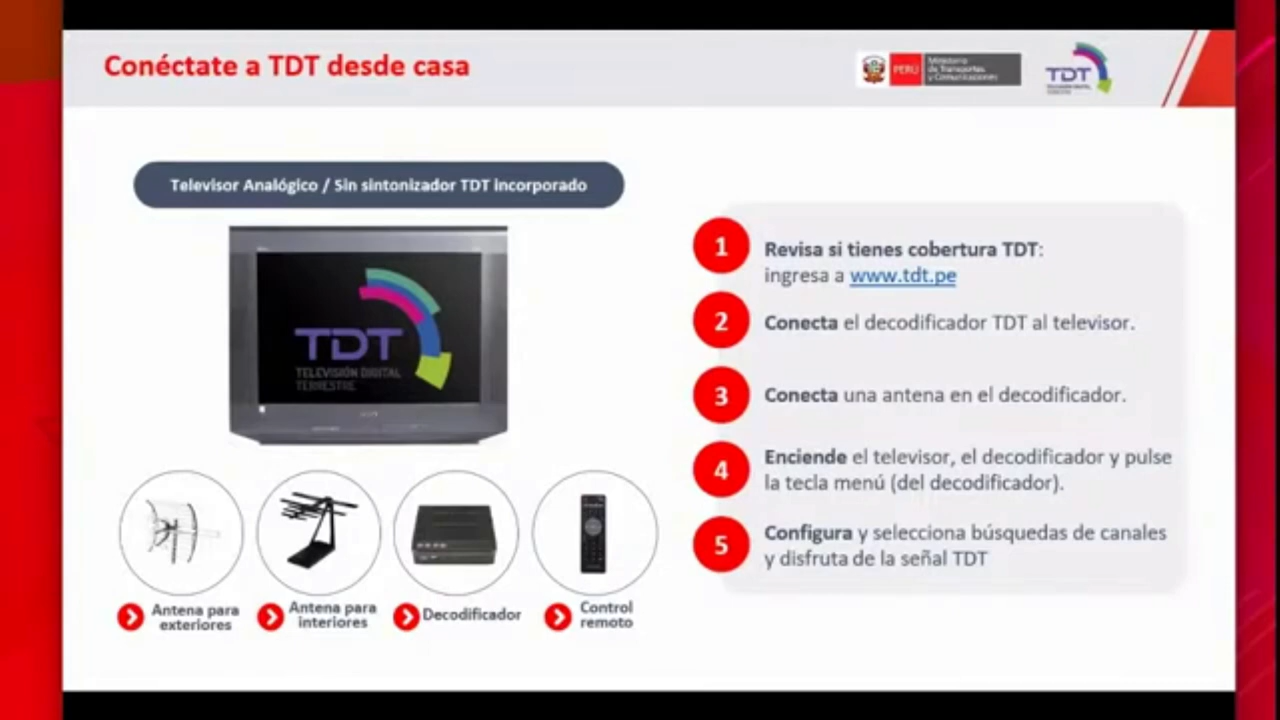 Conéctate a TDT desde casa
PERÚ
Ministerio
de Transportes
y Comunicaciones
TDT
TELEVISIÓN DIGITAL
TERRESTRE
Televisor Analógico / Sin sintonizador TDT incorporado
TDT
TELEVISIÓN DIGITAL
TERRESTRE
1
Revisa si tienes cobertura TDT:
ingresa a www.tdt.pe
2
Conecta el decodificador TDT al televisor.
3
Conecta una antena en el decodificador.
4
Enciende el televisor, el decodificador y pulse
la tecla menú (del decodificador).
5
Configura y selecciona búsquedas de canales
y disfruta de la señal TDT
Antena para
exteriores
Antena para
interiores
Decodificador
Control
remoto